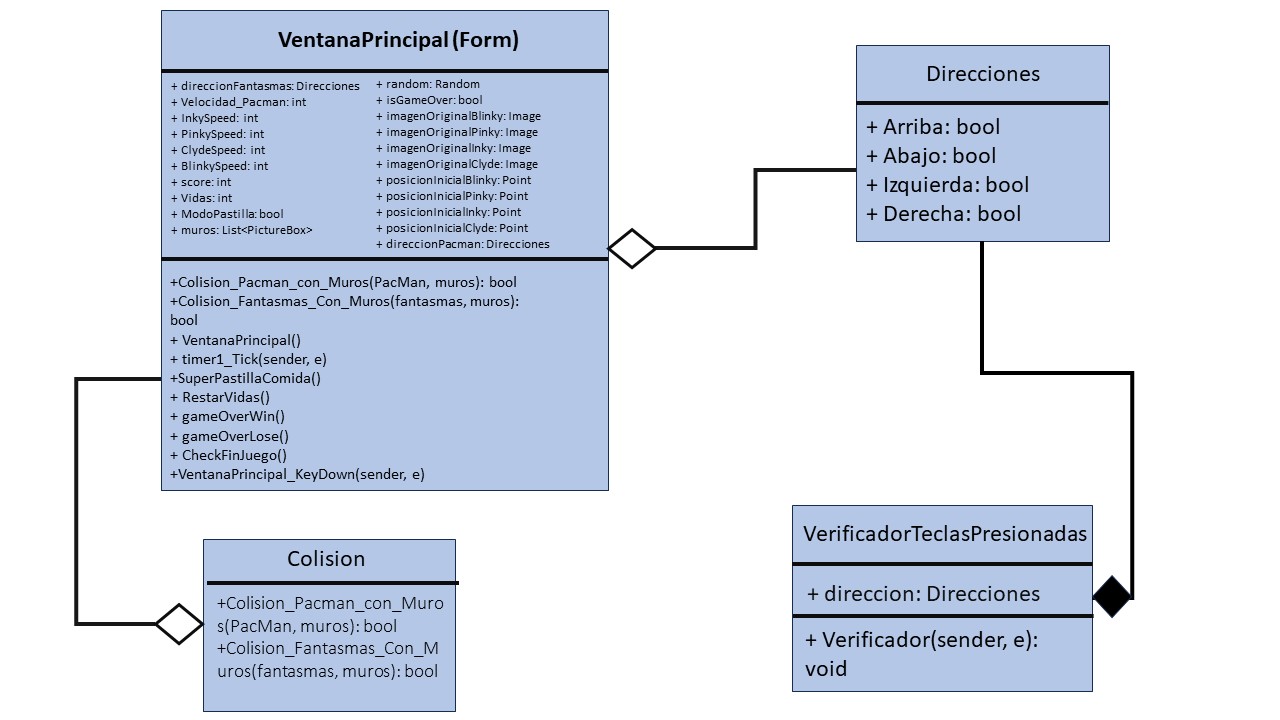 VentanaPrincipal (Form)
+ direccionFantasmas: Direcciones
+ Velocidad_Pacman: int
+ InkySpeed: int
+ PinkySpeed: int
+ ClydeSpeed: int
+ BlinkySpeed: int
+ score: int
+ Vidas: int
+ ModoPastilla: bool
+ muros: List<PictureBox>
+ random: Random
+ isGameOver: bool
+ imagenOriginalBlinky: Image
+ imagenOriginalPinky: Image
+ imagenOriginalInky: Image
+ imagenOriginalClyde: Image
+ posicionInicialBlinky: Point
+ posicionInicialPinky: Point
+ posicionInicialInky: Point
+ posicionInicialClyde: Point
+ direccionPacman: Direcciones
+Colision_Pacman_con_Muros(PacMan, muros): bool
+Colision_Fantasmas_Con_Muros(fantasmas, muros):
bool
+ VentanaPrincipal()
+ timer1_Tick(sender, e)
+SuperPastillaComida()
+ RestarVidas()
+ gameOverWin()
+ gameOverLose()
+ CheckFinJuego()
+VentanaPrincipal_KeyDown(sender, e)
Direcciones
+ Arriba: bool
+ Abajo: bool
+ Izquierda: bool
+ Derecha: bool
Colision
+Colision_Pacman_con_Muro
s(PacMan, muros): bool
+Colision_Fantasmas_Con_M
uros(fantasmas, muros): bool
VerificadorTeclasPresionadas
+ direccion: Direcciones
+ Verificador(sender, e):
void